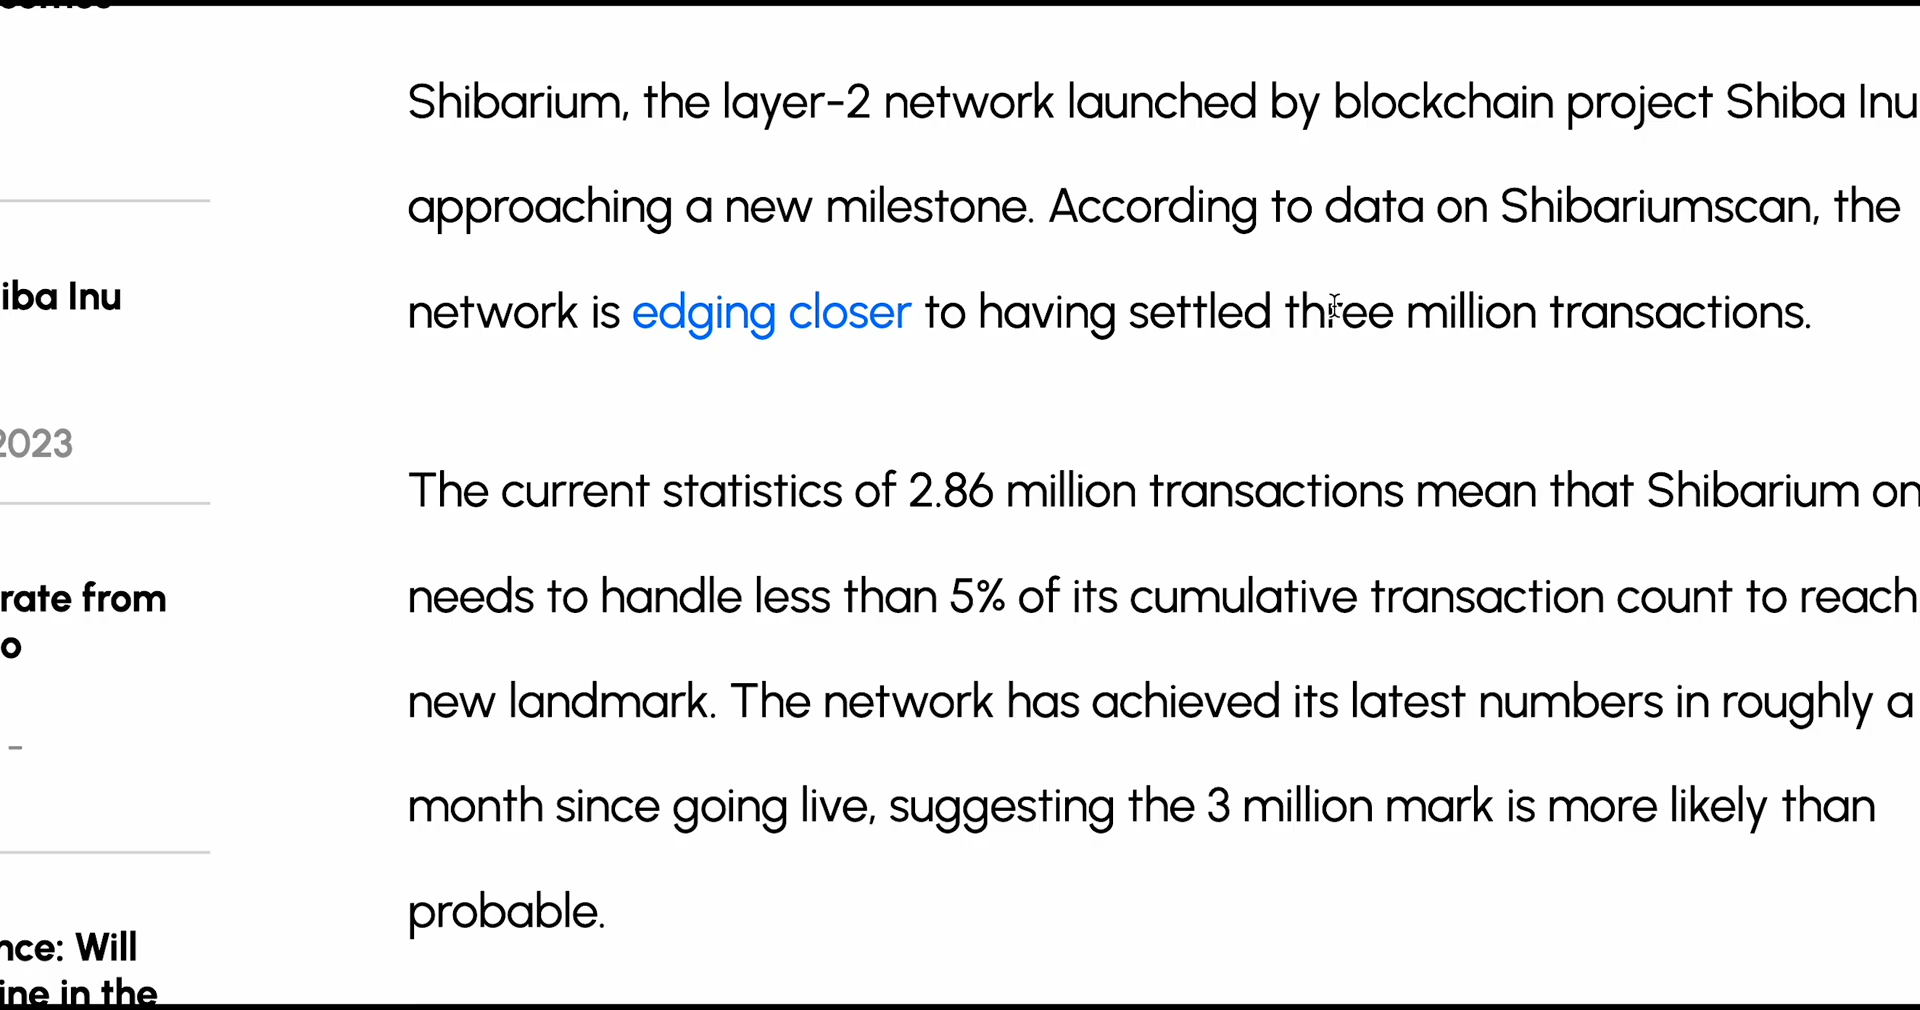 iba Inu
2023
rate from
o
-
nce: Will
ine in the
Shibarium, the layer-2 network launched by blockchain project Shiba Inu
approaching a new milestone. According to data on Shibariumscan, the
network is edging closer to having settled three million transactions.
The current statistics of 2.86 million transactions mean that Shibarium on
needs to handle less than 5% of its cumulative transaction count to reach
new landmark. The network has achieved its latest numbers in roughly a
month since going live, suggesting the 3 million mark is more likely than
probable.